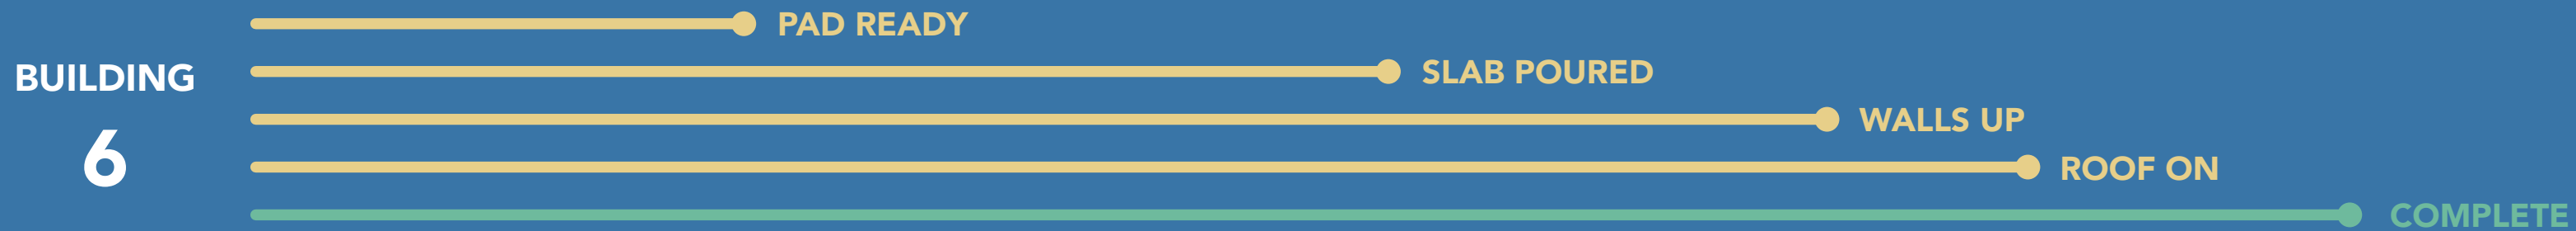 BUILDING
6
PAD READY
SLAB POURED
WALLS UP
ROOF ON
COMPLETE